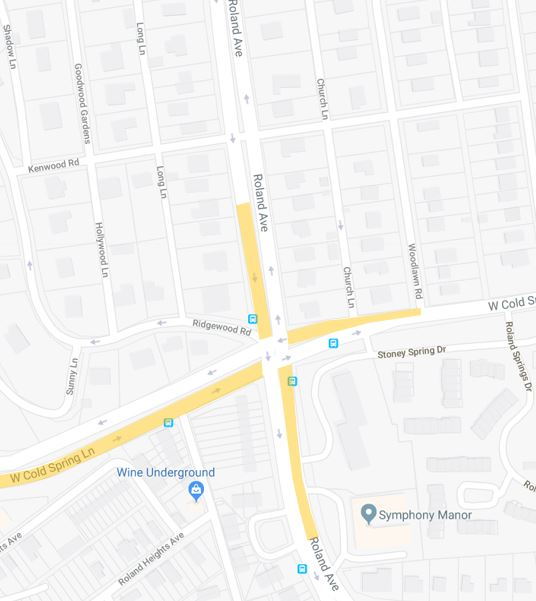 Roland Ave
Shadow Ln
Long Ln
Goodwood Gardens
Church Ln
Kenwood Rd
Long Ln
Roland Ave
Hollywood Ln
Church Ln
Woodlawn Rd
W Cold S
Ridgewood Rd
Roland Springs Dr
Stoney Spring Dr
Sunny Ln
W Cold Spring Ln
Wine Underground
Symphony Manor
Roland Heights Ave
Roland Ave